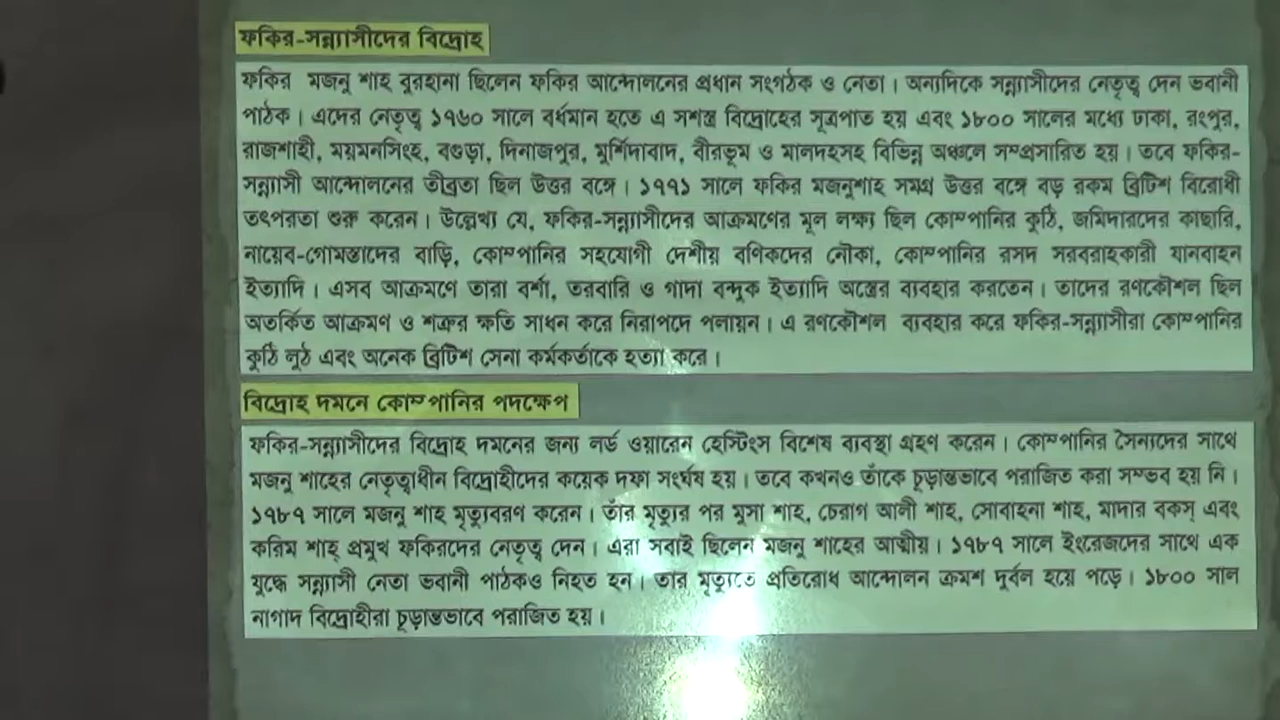 ফকির-সন্ন্যাসীদের বিদ্রোহ
ফকির মজনু শাহ বুরহানা ছিলেন ফকির আন্দোলনের প্রধান সংগঠক ও নেতা। অন্যদিকে সন্ন্যাসীদের নেতৃত্ব দেন ভবানী
পাঠক। এদের নেতৃত্ব ১৭৬০ সালে বর্ধমান হতে এ সশস্ত্র বিদ্রোহের সূত্রপাত হয় এবং ১৮০০ সালের মধ্যে ঢাকা, রংপুর,
রাজশাহী, ময়মনসিংহ, বগুড়া, দিনাজপুর, মুর্শিদাবাদ, বীরভূম ও মালদহসহ বিভিন্ন অঞ্চলে সম্প্রসারিত হয়। তবে ফকির-
সন্ন্যাসী আন্দোলনের তীব্রতা ছিল উত্তর বঙ্গে। ১৭৭১ সালে ফকির মজনুশাহ সমগ্র উত্তর বঙ্গে বড় রকম ব্রিটিশ বিরোধী
তৎপরতা শুরু করেন। উল্লেখ্য যে, ফকির-সন্ন্যাসীদের আক্রমণের মূল লক্ষ্য ছিল কোম্পানির কুঠি, জমিদারদের কাছারি,
নায়েব-গোমস্তাদের বাড়ি, কোম্পানির সহযোগী দেশীয় বণিকদের নৌকা, কোম্পানির রসদ সরবরাহকারী যানবাহন
ইত্যাদি। এসব আক্রমণে তারা বর্শা, তরবারি ও গাদা বন্দুক ইত্যাদি অস্ত্রের ব্যবহার করতেন। তাদের রণকৌশল ছিল
অতর্কিত আক্রমণ ও শত্রুর ক্ষতি সাধন করে নিরাপদে পলায়ন। এ রণকৌশল ব্যবহার করে ফকির-সন্ন্যাসীরা কোম্পানির
কুঠি লুঠ এবং অনেক ব্রিটিশ সেনা কর্মকর্তাকে হত্যা করে।
বিদ্রোহ দমনে কোম্পানির পদক্ষেপ
ফকির-সন্ন্যাসীদের বিদ্রোহ দমনের জন্য লর্ড ওয়ারেন হেস্টিংস বিশেষ ব্যবস্থা গ্রহণ করেন। কোম্পানির সৈন্যদের সাথে
মজনু শাহের নেতৃত্বাধীন বিদ্রোহীদের কয়েক দফা সংর্ঘষ হয়। তবে কখনও তাঁকে চূড়ান্তভাবে পরাজিত করা সম্ভব হয় নি।
১৭৮৭ সালে মজনু শাহ মৃত্যুবরণ করেন। তাঁর মৃত্যুর পর মুসা শাহ, চেরাগ আলী শাহ, সোবাহনা শাহ, মাদার বকস্ এবং
করিম শাহ্ প্রমুখ ফকিরদের নেতৃত্ব দেন। এরা সবাই ছিলেন মজনু শাহের আত্মীয়। ১৭৮৭ সালে ইংরেজদের সাথে এক
যুদ্ধে সন্ন্যাসী নেতা ভবানী পাঠকও নিহত হন। তার মৃত্যুতে প্রতিরোধ আন্দোলন ক্রমশ দুর্বল হয়ে পড়ে। ১৮০০ সাল
নাগাদ বিদ্রোহীরা চূড়ান্তভাবে পরাজিত হয়।